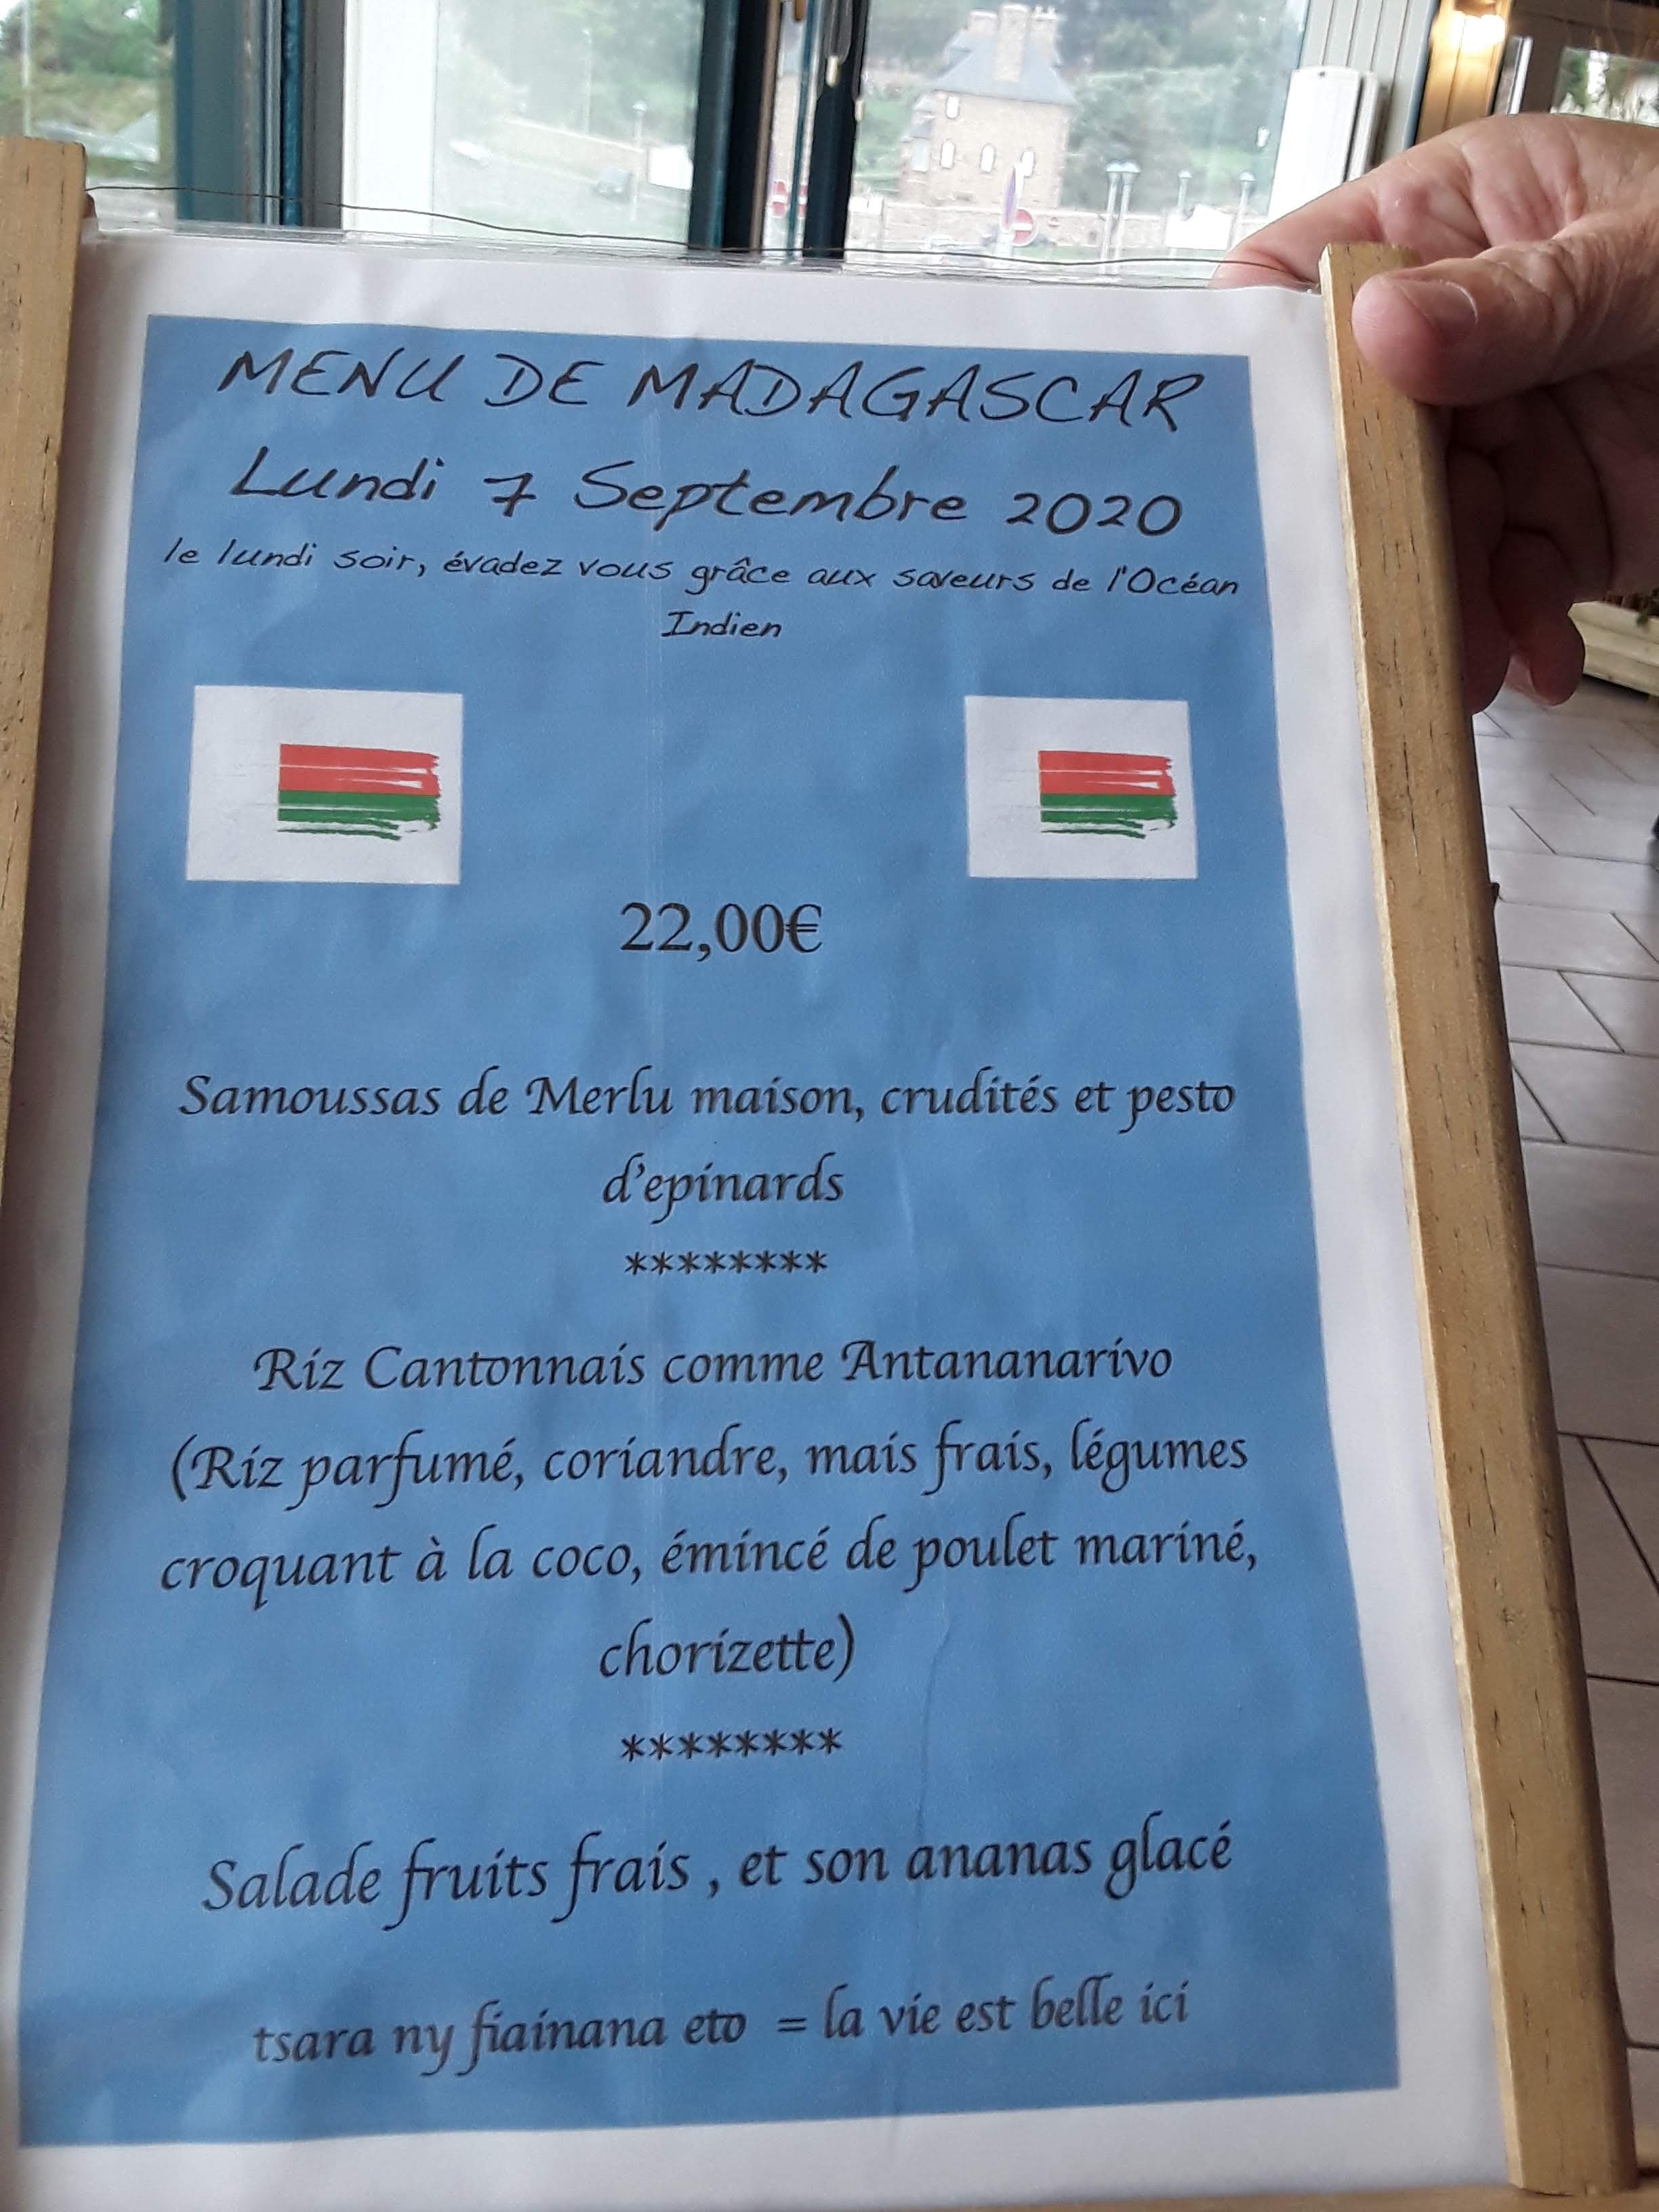 MENU DE MADAGASCAR
Lundi 7 Septembre 2020
le lundi soir, évadez vous grâce aux saveurs de l'Océan
Indien
22,00€
Samoussas de Merlu maison, crudités et pesto
d'epinards
********
Riz Cantonnais comme Antananarivo
(Riz parfumé, coriandre, mais frais, légumes
croquant à la coco, émincé de poulet mariné,
chorizette)
********
Salade fruits frais , et son ananas glacé
tsara ny fiainana eto = la vie est belle ici